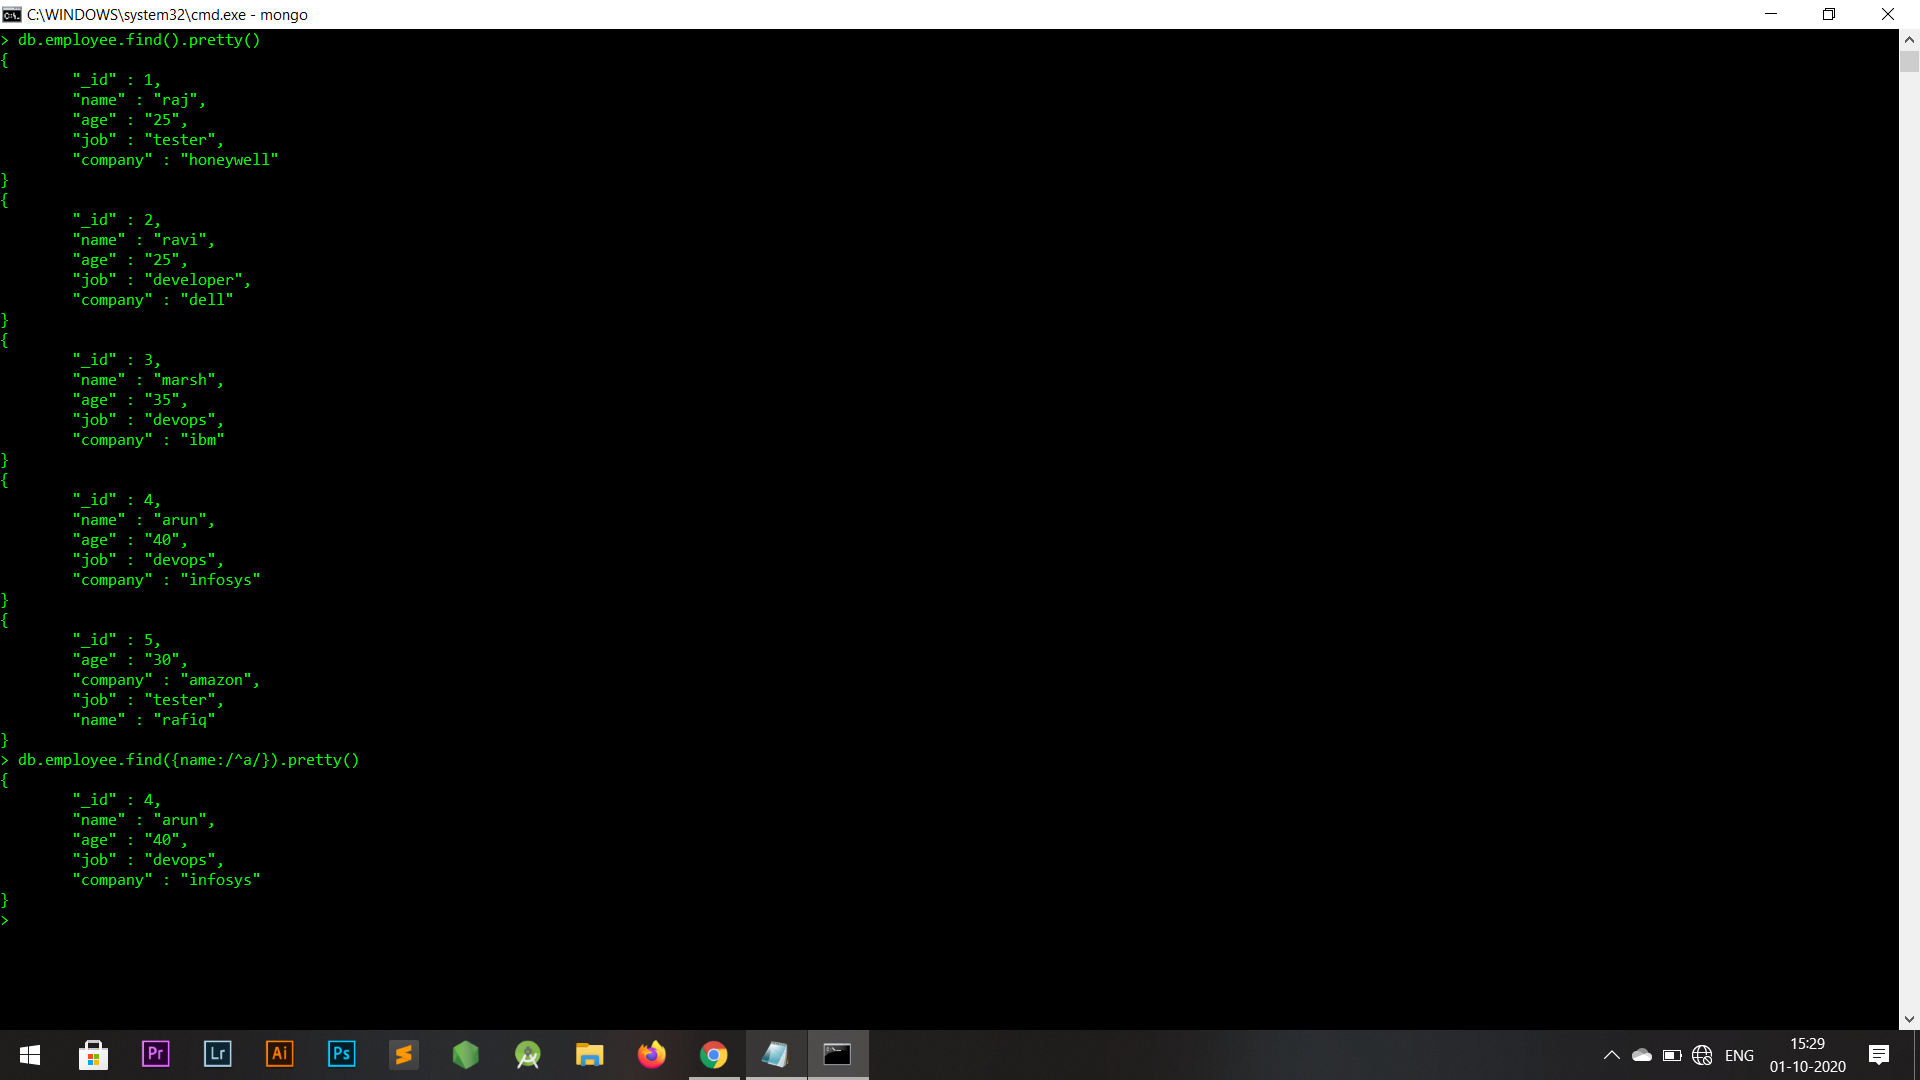 C:\WINDOWS\system32\cmd.exe - mongo
> db.employee.find().pretty()
{
"_id" : 1,
"name" : "raj",
"age" : "25",
"job" : "tester",
"company" : "honeywell"
}
{
"_id" : 2,
"name" : "ravi",
"age" : "25",
"job" : "developer",
"company" : "dell"
}
{
"_id" : 3,
"name" : "marsh",
"age" : "35",
"job" : "devops",
"company" : "ibm"
}
{
"_id" : 4,
"name" : "arun",
"age" : "40",
"job" : "devops",
"company" : "infosys"
}
{
"_id" : 5,
"age" : "30",
"company" : "amazon",
"job" : "tester",
"name" : "rafiq"
}
> db.employee.find({name:/^a/}).pretty()
{
"_id" : 4,
"name" : "arun",
"age" : "40",
"job" : "devops",
"company" : "infosys"
}
>
Pr Lr Ai Ps ENG 15:29
01-10-2020